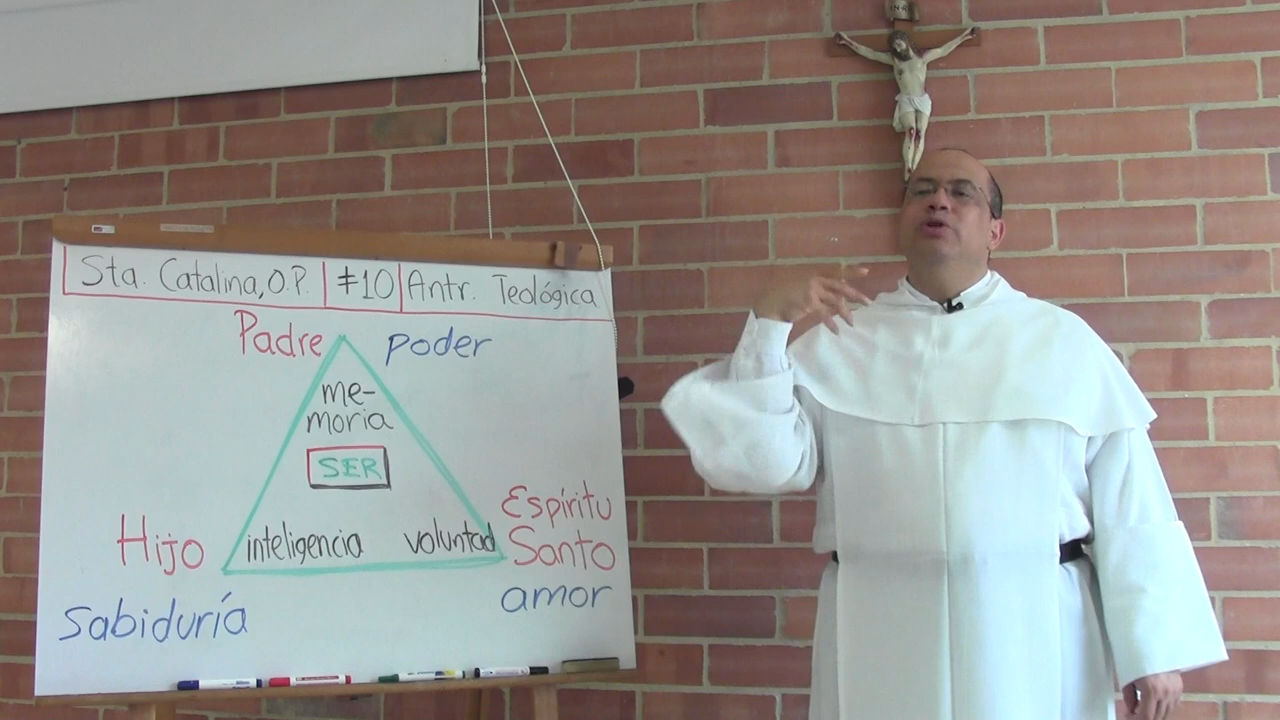 Sta. Catalina, O.P. #10 Antr. Teológica
Padre poder
me-
moria
SER
Espíritu
Hijo inteligencia voluntad Santo
Sabiduría amor